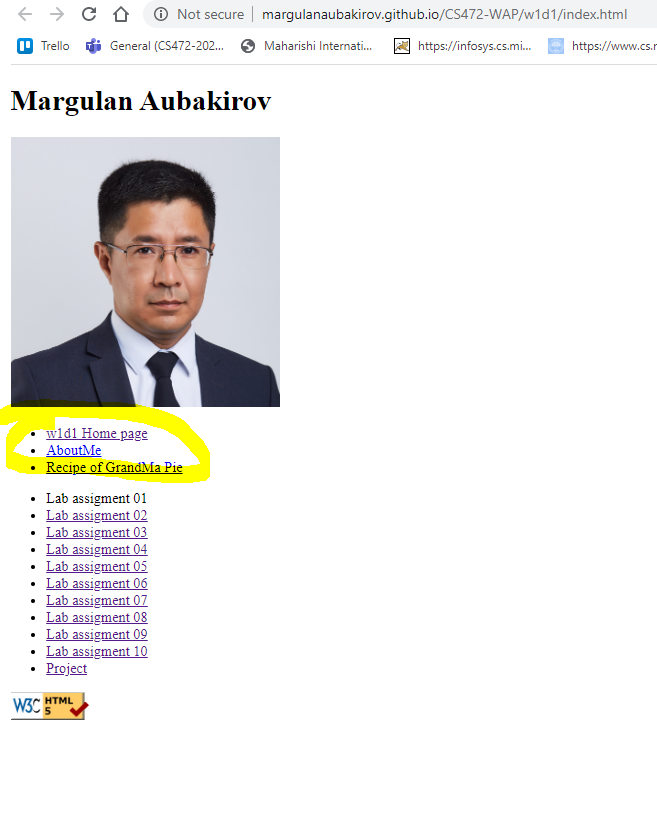 Not secure | margulanaubakirov.github.io/CS472-WAP/w1d1/index.html
Trello General (CS472-202... Maharishi Internati... https://infosys.cs.mi... https://www.cs.r
Margulan Aubakirov
w1d1 Home page
AboutMe
Recipe of GrandMa Pie
Lab assigment 01
Lab assigment 02
Lab assigment 03
Lab assigment 04
Lab assigment 05
Lab assigment 06
Lab assigment 07
Lab assigment 08
Lab assigment 09
Lab assigment 10
Project
W3C HTML 5